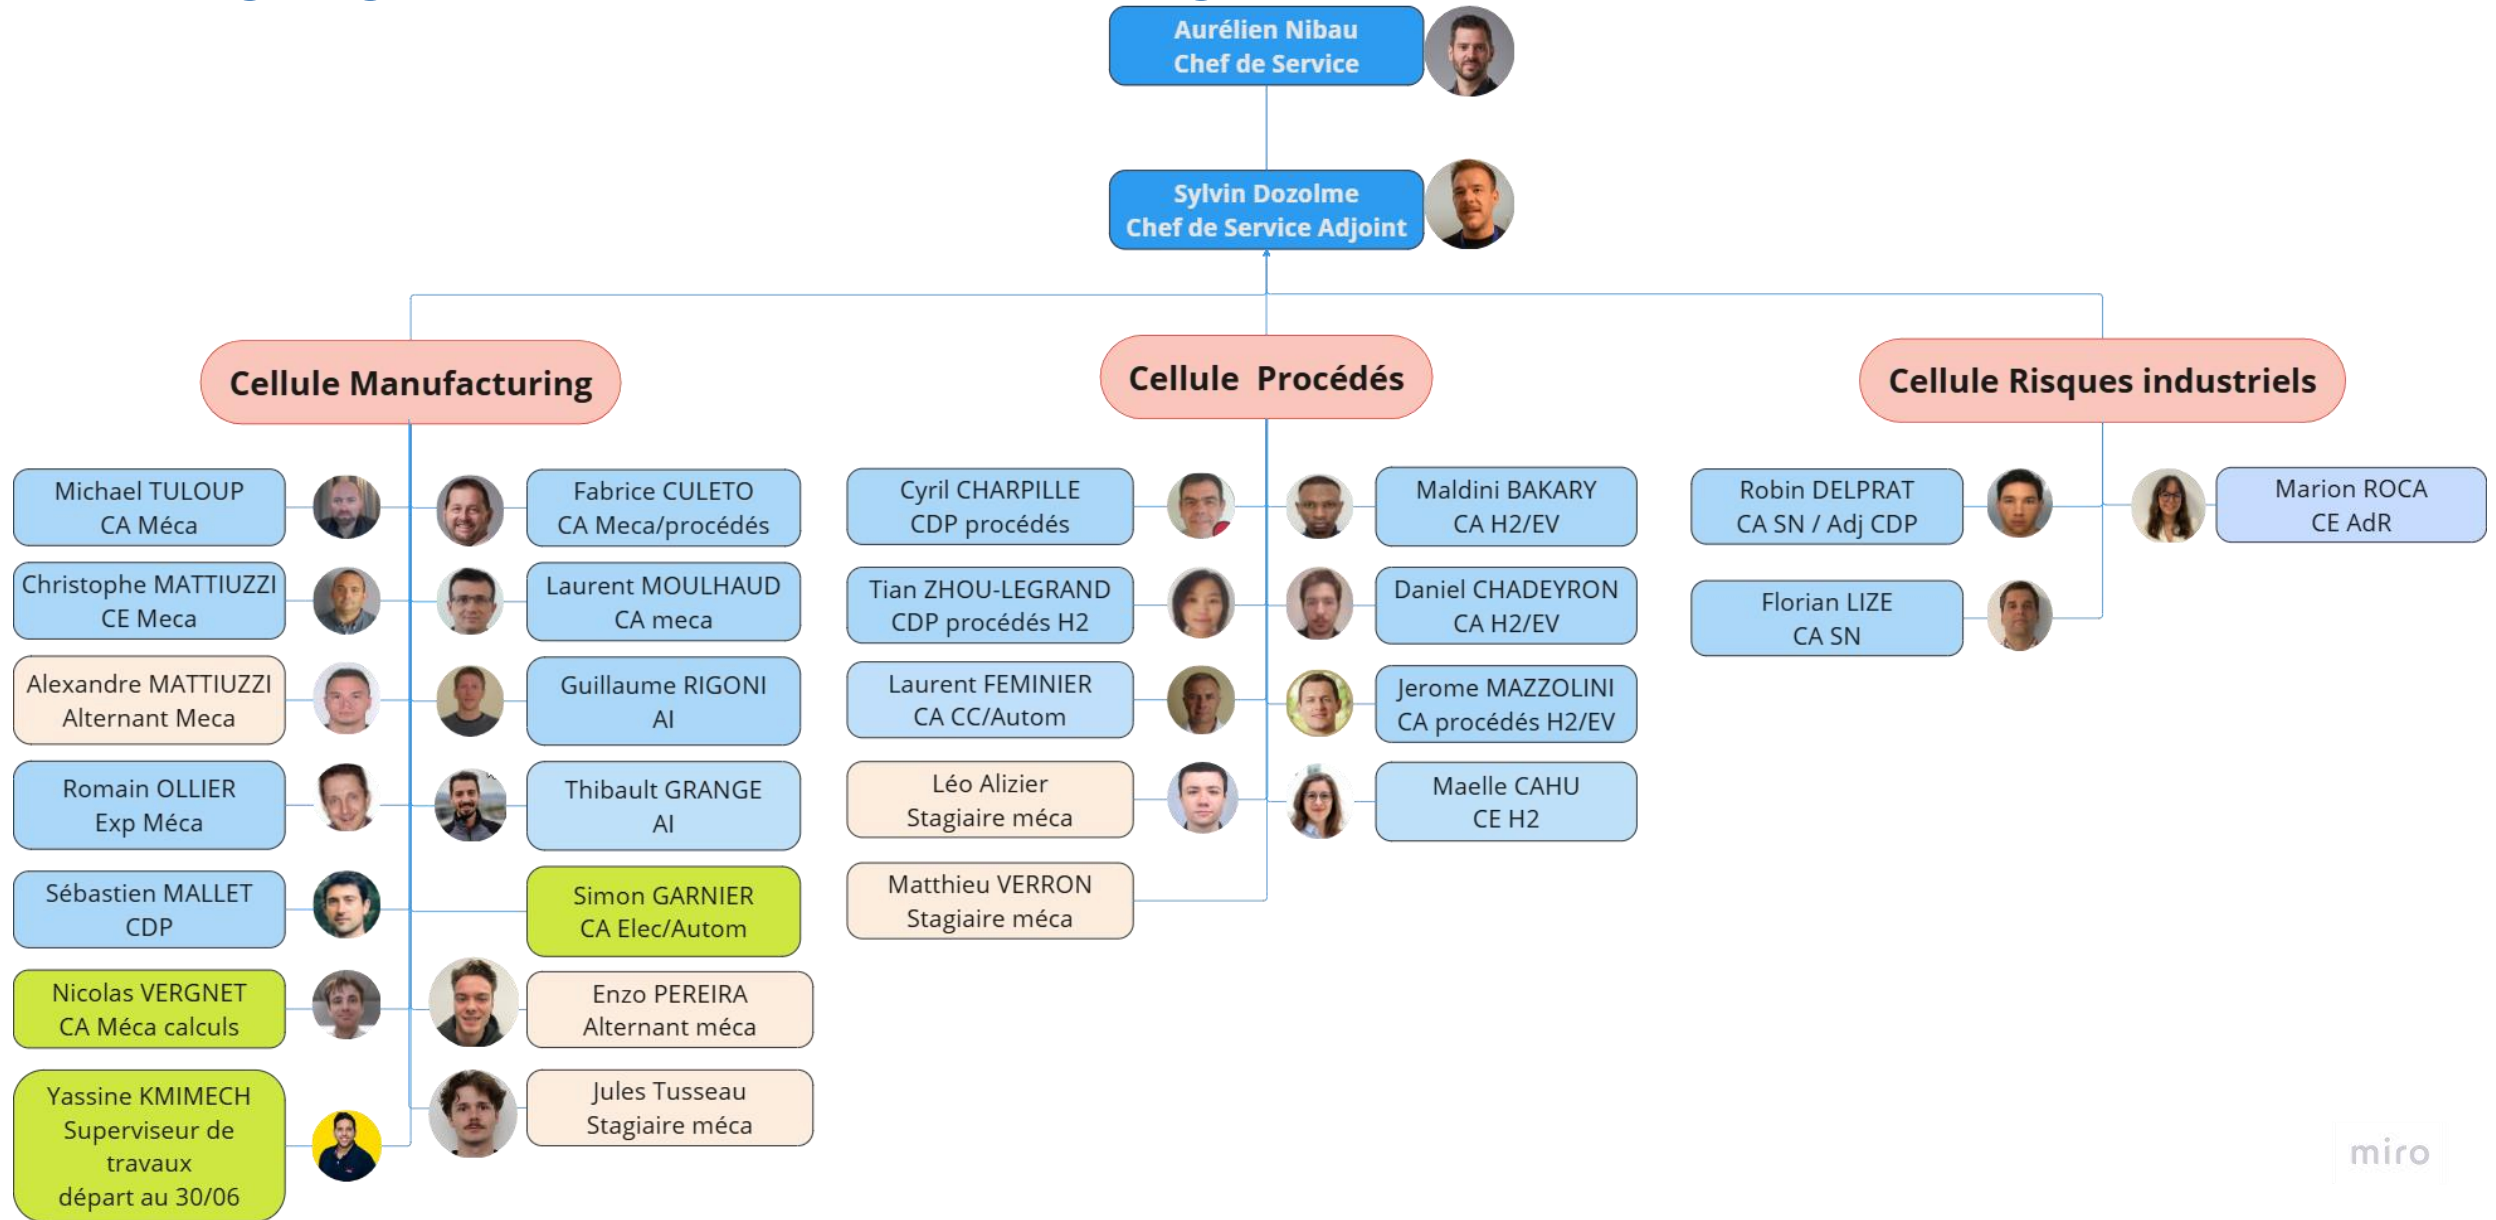 Aurélien Nibau
Chef de Service
Sylvin Dozolme
Chef de Service Adjoint
Cellule Manufacturing
Michael TULOUP
CA Méca
Fabrice CULETO
CA Meca/procédés
Christophe MATTIUZZI
CE Meca
Laurent MOULHAUD
CA meca
Alexandre MATTIUZZI
Alternant Meca
Guillaume RIGONI
AI
Romain OLLIER
Exp Méca
Thibault GRANGE
AI
Sébastien MALLET
CDP
Simon GARNIER
CA Elec/Autom
Nicolas VERGNET
CA Méca calculs
Enzo PEREIRA
Alternant méca
Yassine KMIMECH
Superviseur de
travaux
départ au 30/06
Jules Tusseau
Stagiaire méca
Cellule Procédés
Cyril CHARPILLE
CDP procédés
Maldini BAKARY
CA H2/EV
Tian ZHOU-LEGRAND
CDP procédés H2
Daniel CHADEYRON
CA H2/EV
Laurent FEMINIER
CA CC/Autom
Jerome MAZZOLINI
CA procédés H2/EV
Léo Alizier
Stagiaire méca
Maelle CAHU
CE H2
Matthieu VERRON
Stagiaire méca
Cellule Risques industriels
Robin DELPRAT
CA SN / Adj CDP
Marion ROCA
CE AdR
Florian LIZE
CA SN
miro